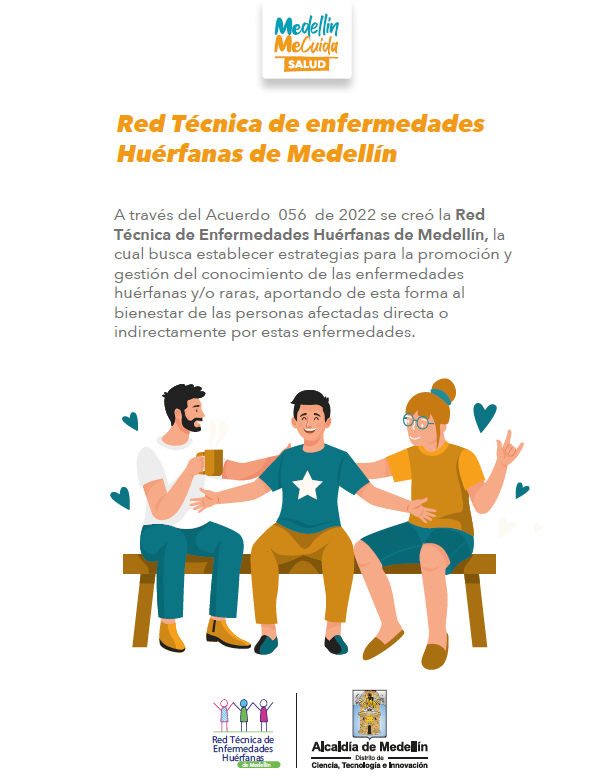 Medellín
MeCuida
SALUD
Red Técnica de enfermedades
Huérfanas de Medellín
A través del Acuerdo 056 de 2022 se creó la Red
Técnica de Enfermedades Huérfanas de Medellín, la
cual busca establecer estrategias para la promoción y
gestión del conocimiento de las enfermedades
huérfanas y/o raras, aportando de esta forma al
bienestar de las personas afectadas directa o
indirectamente por estas enfermedades.
Red Técnica de
Enfermedades
Huérfanas
de Medellín
Alcaldía de Medellín
Distrito de
Ciencia, Tecnología e Innovación